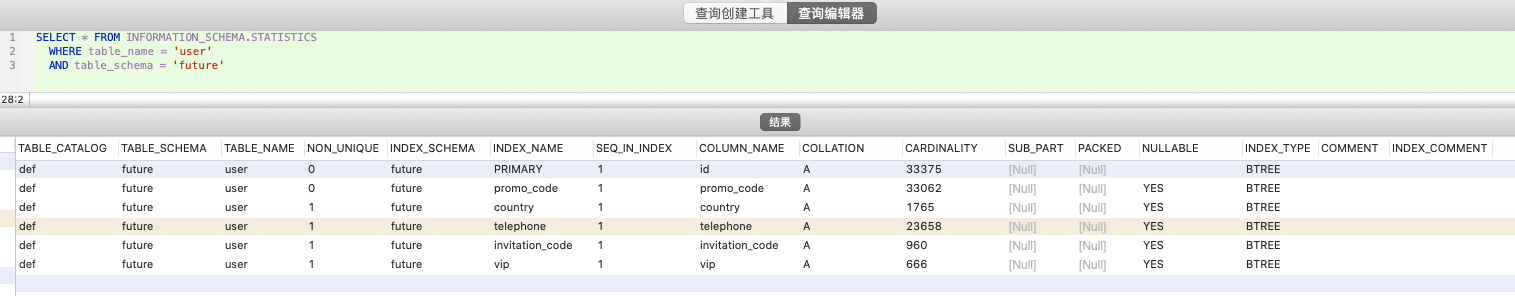 查询创建工具 查询编辑器
1 SELECT * FROM INFORMATION_SCHEMA.STATISTICS
2 WHERE table_name = 'user'
3 AND table_schema = 'future'
28:2
结果
TABLE_CATALOG TABLE_SCHEMA TABLE_NAME NON_UNIQUE INDEX_SCHEMA INDEX_NAME SEQ_IN_INDEX COLUMN_NAME COLLATION CARDINALITY SUB_PART PACKED NULLABLE INDEX_TYPE COMMENT INDEX_COMMENT
def future user 0 future PRIMARY 1 id A 33375 [Null] [Null] BTREE
def future user 0 future promo_code 1 promo_code A 33062 [Null] [Null] YES BTREE
def future user 1 future country 1 country A 1765 [Null] [Null] YES BTREE
def future user 1 future telephone 1 telephone A 23658 [Null] [Null] YES BTREE
def future user 1 future invitation_code 1 invitation_code A 960 [Null] [Null] YES BTREE
def future user 1 future vip 1 vip A 666 [Null] [Null] YES BTREE